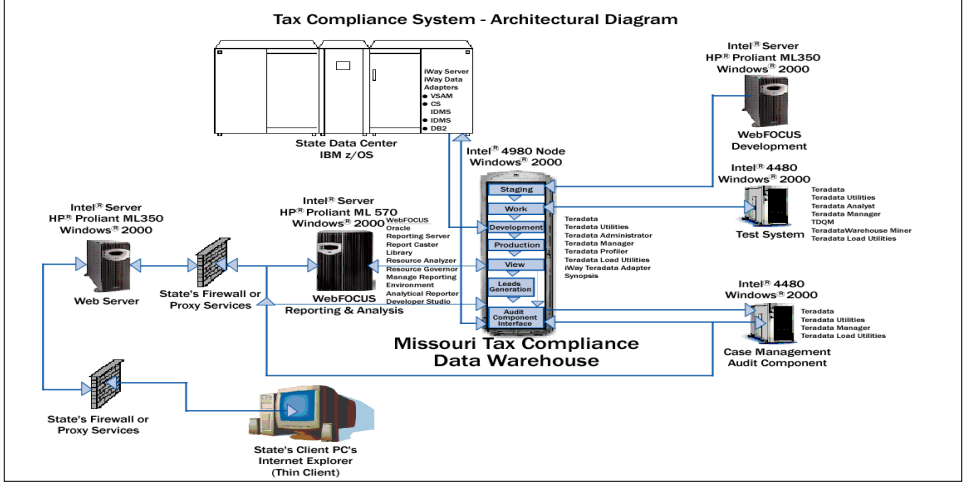 Tax Compliance System - Architectural Diagram
iWay Server
iWay Data
Adapters
● VSAM
● CS
IDMS
● IDMS
● DB2
State Data Center
IBM z/OS
Intel® Server
HP® Proliant ML350
Windows® 2000
WebFOCUS
Development
Intel® 4980 Node
Windows® 2000
Staging
Work
Development
Production
View
Leads
Generation
Audit
Component
Interface
Teradata
Teradata Utilities
Teradata Administrator
Teradata Manager
Teradata Profiler
Teradata Load Utilities
iWay Teradata Adapter
Synopsis
Intel® 4480
Windows® 2000
Test System
Teradata
Teradata Utilities
Teradata Analyst
Teradata Manager
TDQM
TeradataWarehouse Miner
Teradata Load Utilities
Intel® Server
HP® Proliant ML350
Windows® 2000
Web Server
State's Firewall or
Proxy Services
Intel® Server
HP® Proliant ML 570
Windows® 2000
WebFOCUS
Oracle
Reporting Server
Report Caster
Library
Resource Analyzer
Resource Governor
Manage Reporting
Environment
Analytical Reporter
Developer Studio
WebFOCUS
Reporting & Analysis
Intel® 4480
Windows® 2000
Teradata
Teradata Utilities
Teradata Manager
Teradata Load Utilities
Case Management
Audit Component
Missouri Tax Compliance
Data Warehouse
State's Firewall or
Proxy Services
State's Client PC's
Internet Explorer
(Thin Client)